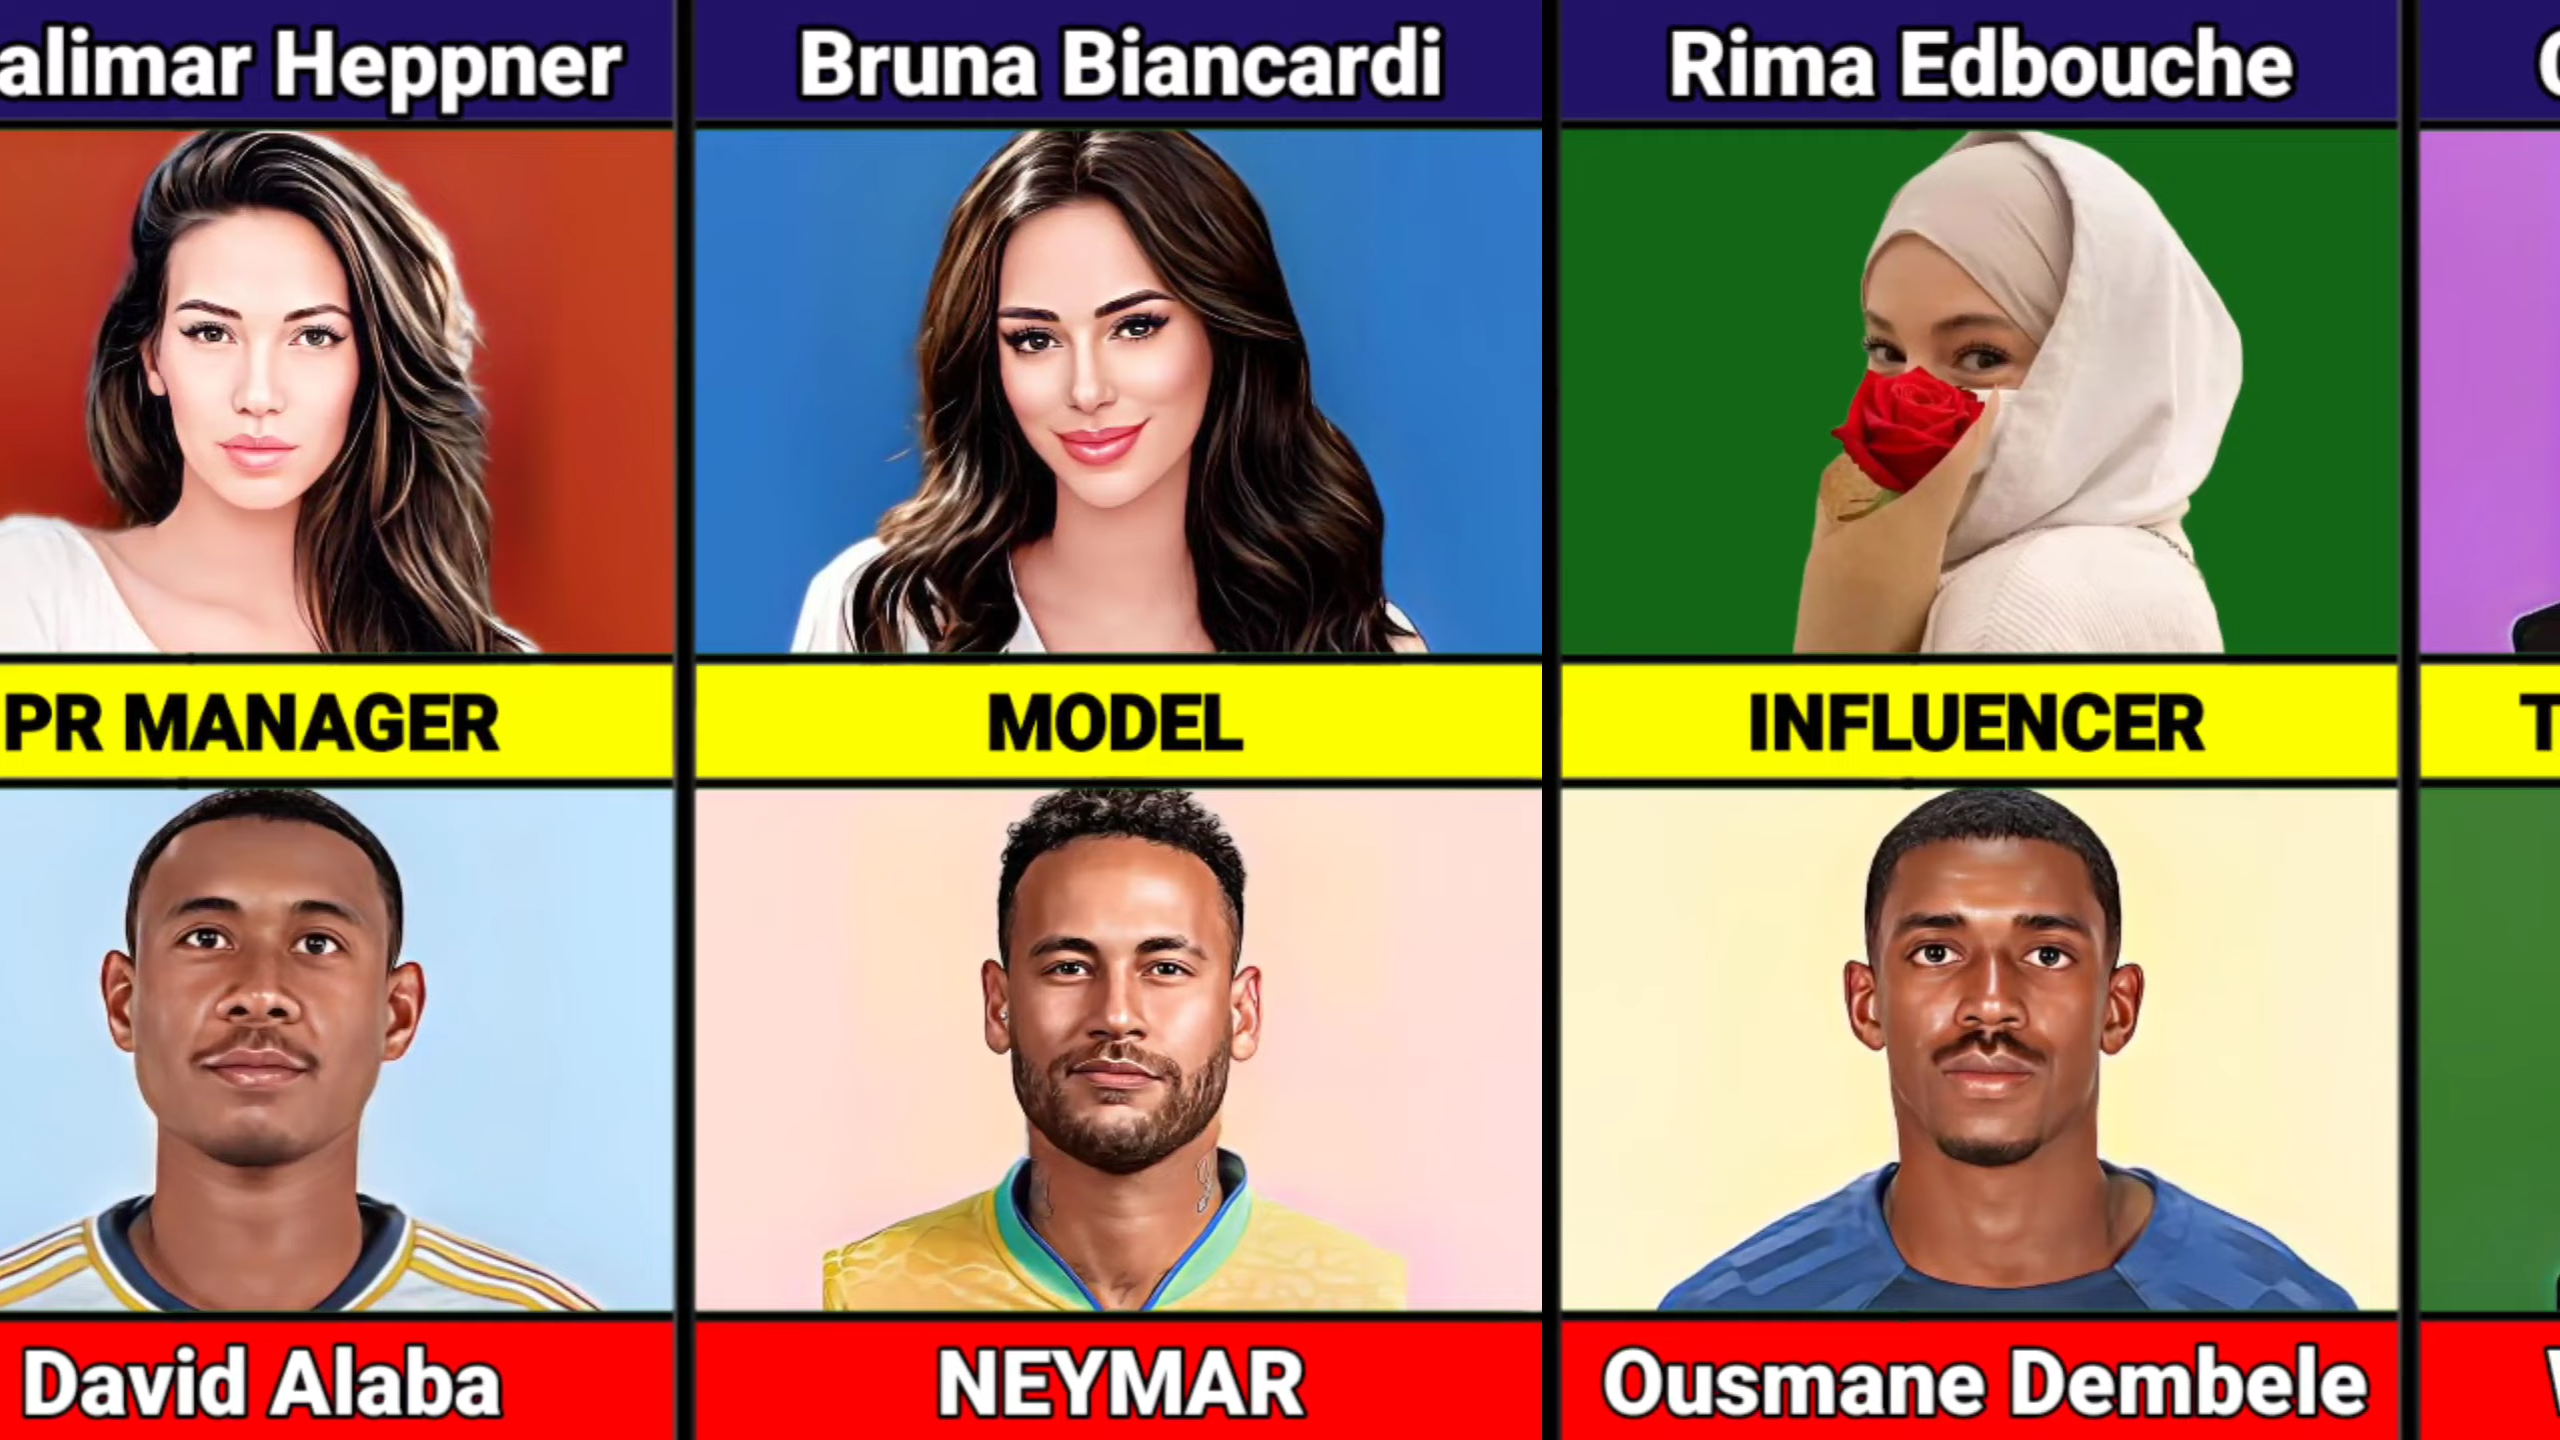 alimar Heppner
Bruna Biancardi
Rima Edbouche
PR MANAGER
MODEL
INFLUENCER
T
David Alaba
NEYMAR
Ousmane Dembele